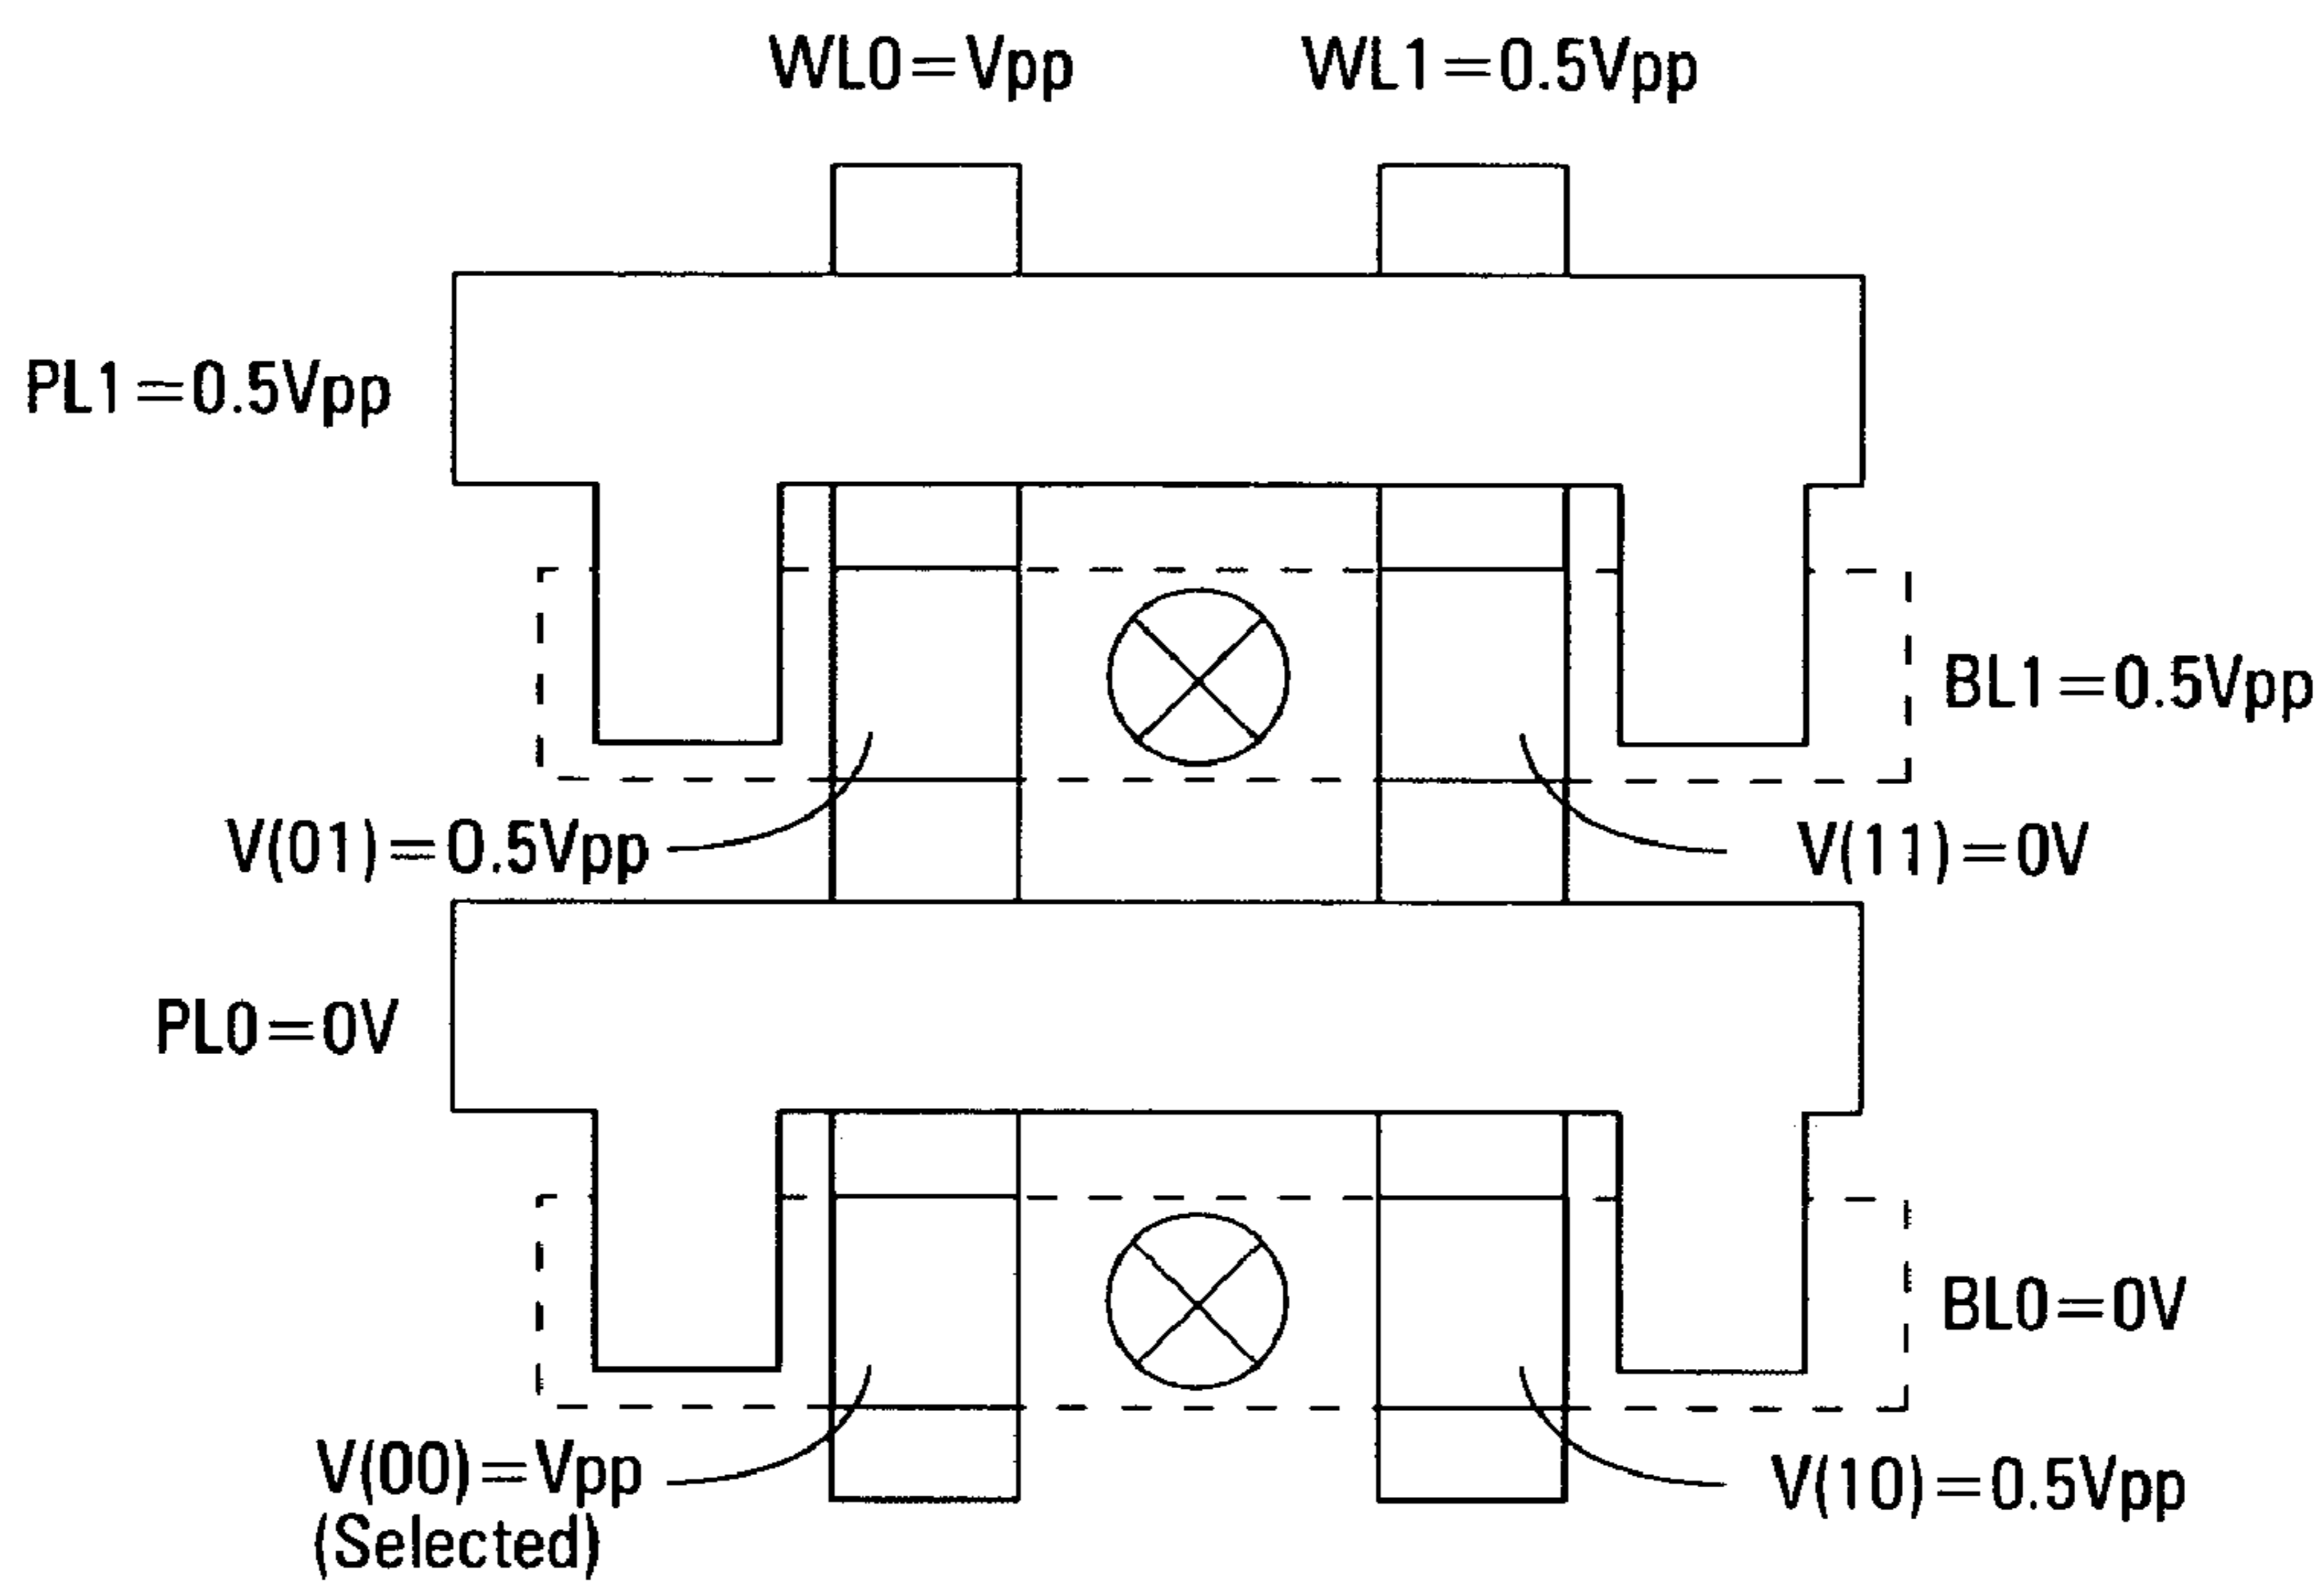 WL0=Vpp
WL1=0.5Vpp
PL1=0.5Vpp
BL1=0.5Vpp
V(01)=0.5Vpp
V(11)=0V
PL0=0V
BL0=0V
V(00)=Vpp
(Selected)
V(10)=0.5Vpp